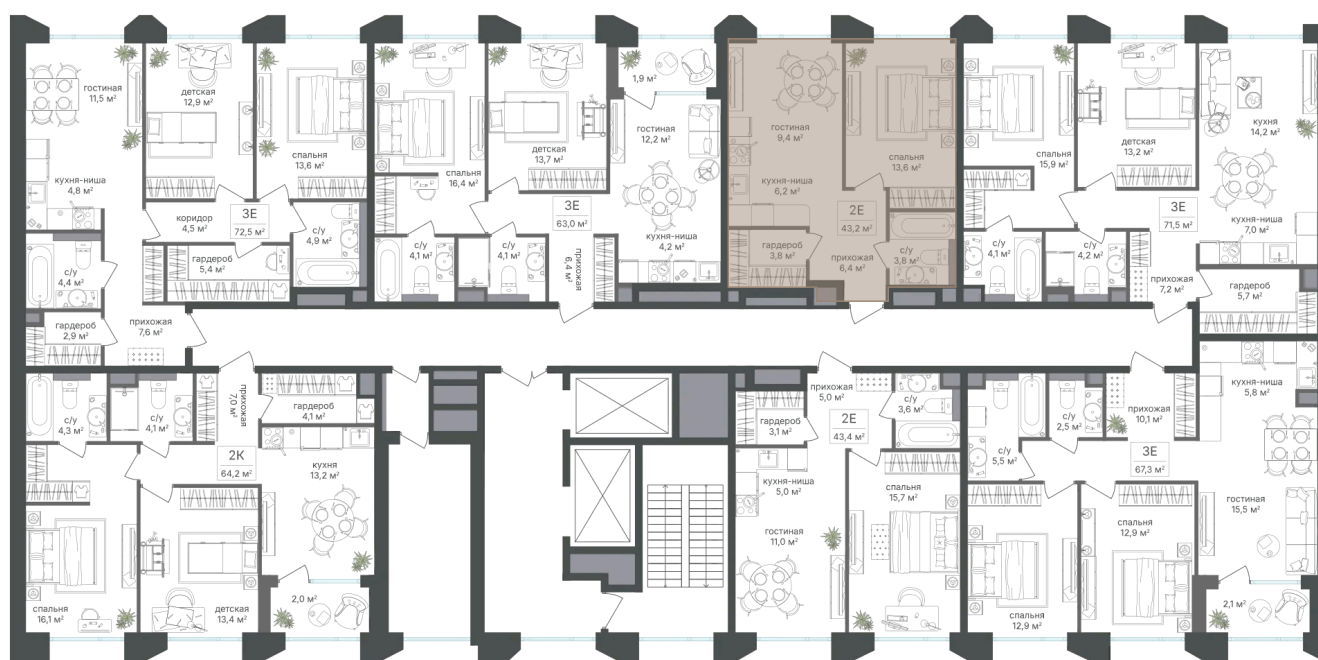 гостиная
11,5 м²
кухня-ниша
4,8 м²
с/у
4,4 м²
гардероб
2,9 м²
прихожая
7,6 м²
детская
12,9 м²
коридор
4,5 м²
3Е
72,5 м²
гардероб
5,4 м²
спальня
13,6 м²
с/у
4,9 м²
спальня
16,4 м²
с/у
4,1 м²
с/у
4,1 м²
детская
13,7 м²
3Е
63,0 м²
прихожая
6,4 м²
1,9 м²
гостиная
12,2 м²
кухня-ниша
4,2 м²
гостиная
9,4 м²
кухня-ниша
6,2 м²
гардероб
3,8 м²
спальня
13,6 м²
2Е
43,2 м²
прихожая
6,4 м²
с/у
3,8 м²
спальня
15,9 м²
с/у
4,1 м²
с/у
4,2 м²
детская
13,2 м²
3Е
71,5 м²
прихожая
7,2 м²
кухня
14,2 м²
кухня-ниша
7,0 м²
гардероб
5,7 м²
с/у
4,3 м²
с/у
4,1 м²
прихожая
7,0 м²
гардероб
4,1 м²
2К
64,2 м²
кухня
13,2 м²
спальня
16,1 м²
детская
13,4 м²
2,0 м²
прихожая
5,0 м²
гардероб
3,1 м²
2Е
43,4 м²
с/у
3,6 м²
кухня-ниша
5,0 м²
гостиная
11,0 м²
спальня
15,7 м²
с/у
5,5 м²
с/у
2,5 м²
прихожая
10,1 м²
3Е
67,3 м²
кухня-ниша
5,8 м²
гостиная
15,5 м²
спальня
12,9 м²
спальня
12,9 м²
2,1 м²